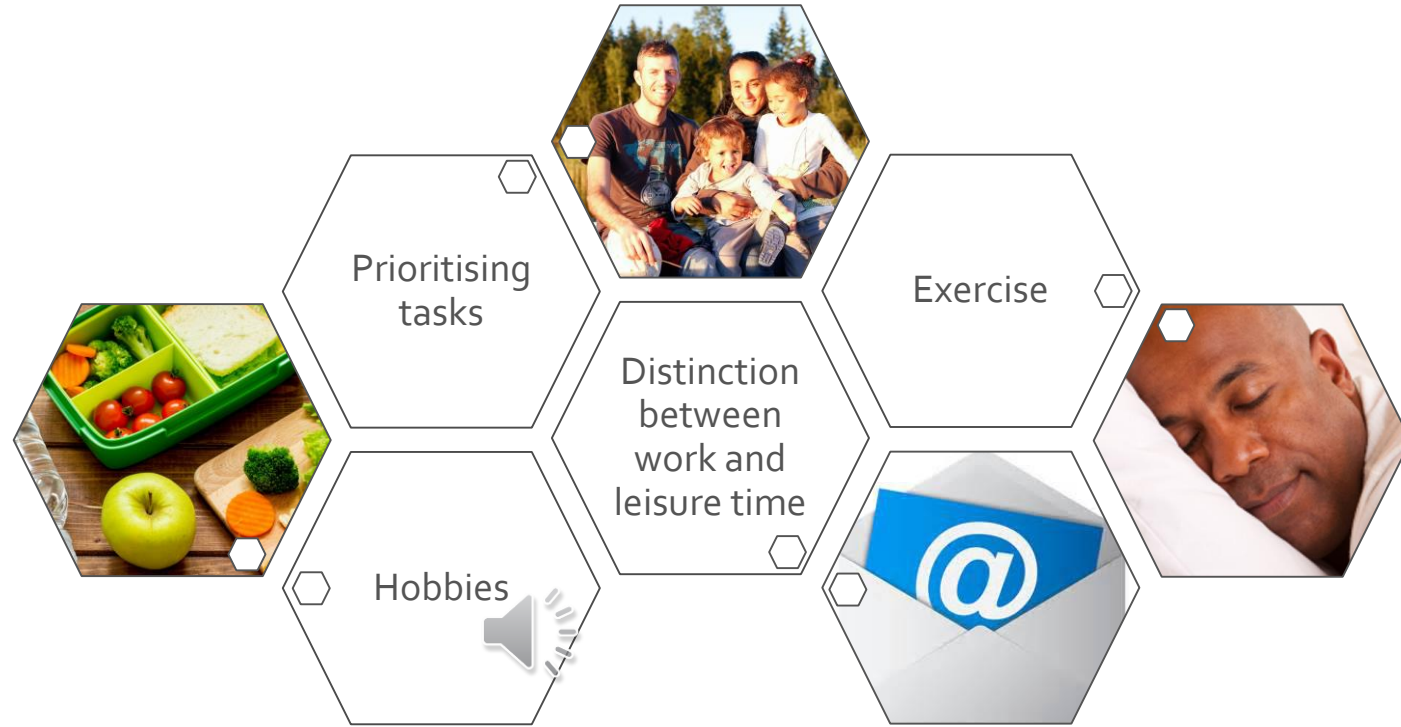 Prioritising
tasks
Exercise
Distinction
between
work and
leisure time
Hobbies
@